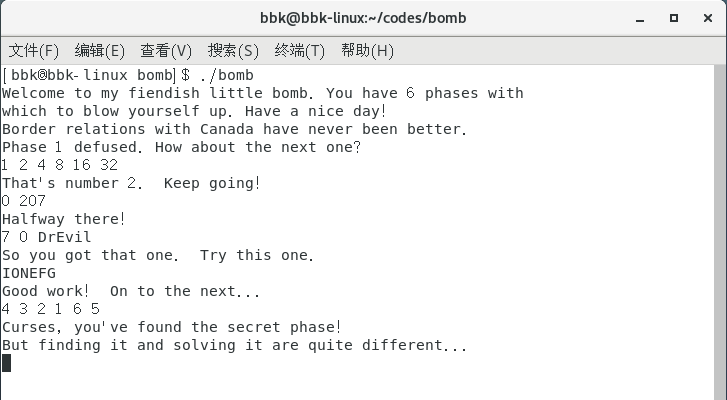 bbk@bbk-linux:~/codes/bomb
文件(F) 编辑(E) 查看(V) 搜索(S) 终端(T) 帮助(H)
[bbk@bbk-linux bomb]$ ./bomb
Welcome to my fiendish little bomb. You have 6 phases with
which to blow yourself up. Have a nice day!
Border relations with Canada have never been better.
Phase 1 defused. How about the next one?
1 2 4 8 16 32
That's number 2.  Keep going!
0 207
Halfway there!
7 0 DrEvil
So you got that one.  Try this one.
IONEFG
Good work!  On to the next...
4 3 2 1 6 5
Curses, you've found the secret phase!
But finding it and solving it are quite different...